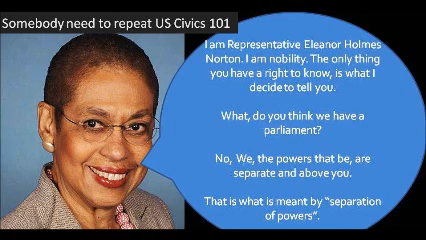 Somebody need to repeat US Civics 101
I am Representative Eleanor Holmes
Norton. I am nobility. The only thing
you have a right to know, is what I
decide to tell you.
What, do you think we have a
parliament?
No, We, the powers that be, are
separate and above you.
That is what is meant by “separation
of powers”.